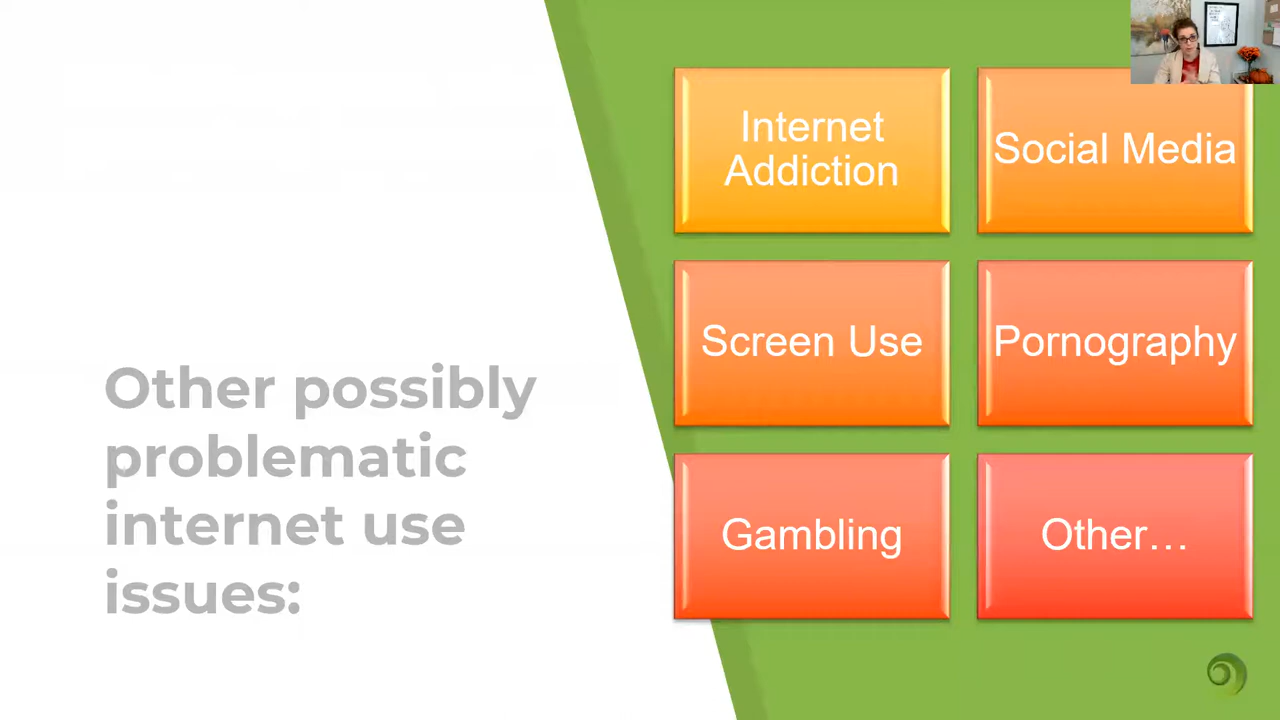 Other possibly
problematic
internet use
issues:
Internet
Addiction
Social Media
Screen Use
Pornography
Gambling
Other…